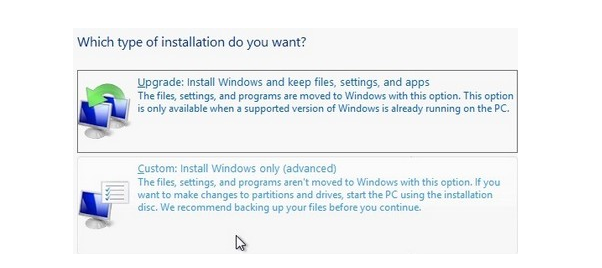 Which type of installation do you want?
Upgrade: Install Windows and keep files, settings, and apps
The files, settings, and programs are moved to Windows with this option. This option
is only available when a supported version of Windows is already running on the PC.
Custom: Install Windows only (advanced)
The files, settings, and programs aren't moved to Windows with this option. If you
want to make changes to partitions and drives, start the PC using the installation
disc. We recommend backing up your files before you continue.